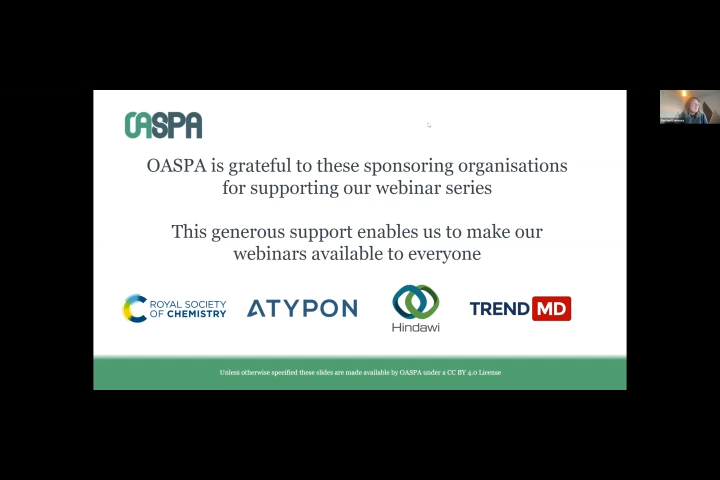 OASPA
OASPA is grateful to these sponsoring organisations
for supporting our webinar series
This generous support enables us to make our
webinars available to everyone
ROYAL SOCIETY
OF CHEMISTRY
ATYPON
Hindawi
TREND MD
Unless otherwise specified these slides are made available by OASPA under a CC BY 4.0 License